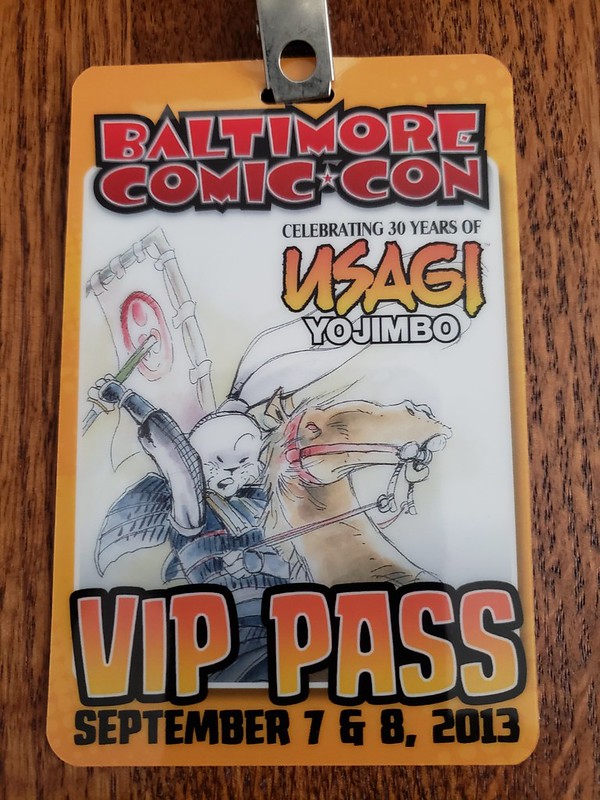 BALTIMORE
COMIC★CON
CELEBRATING 30 YEARS OF
USAGI
YOJIMBO
VIP PASS
SEPTEMBER 7 & 8, 2013